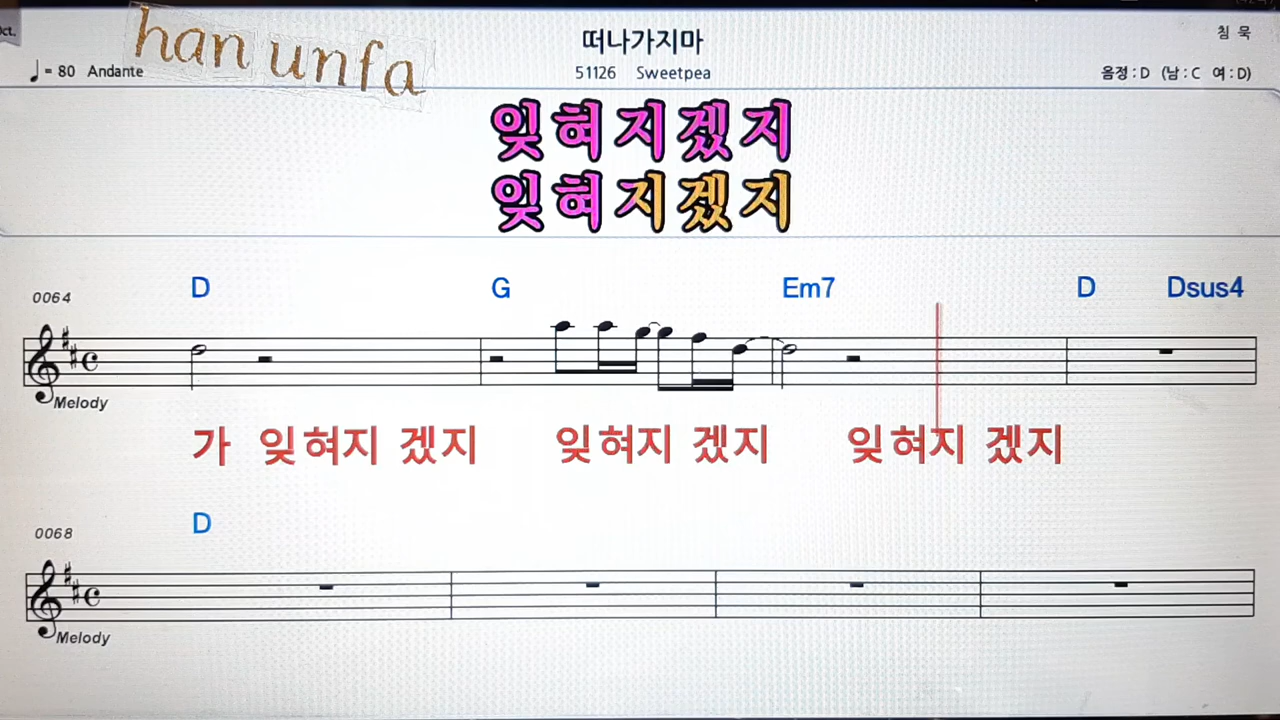 han unfa
떠나가지마
침 묵
♩= 80 Andante
51126 Sweetpea
음정 : D (남 : C 여 : D)
잊혀지겠지
잊혀지겠지
0064
D G Em7 D Dsus4
Melody
가 잊혀지 겠지 잊혀지 겠지 잊혀지 겠지
0068
D
Melody